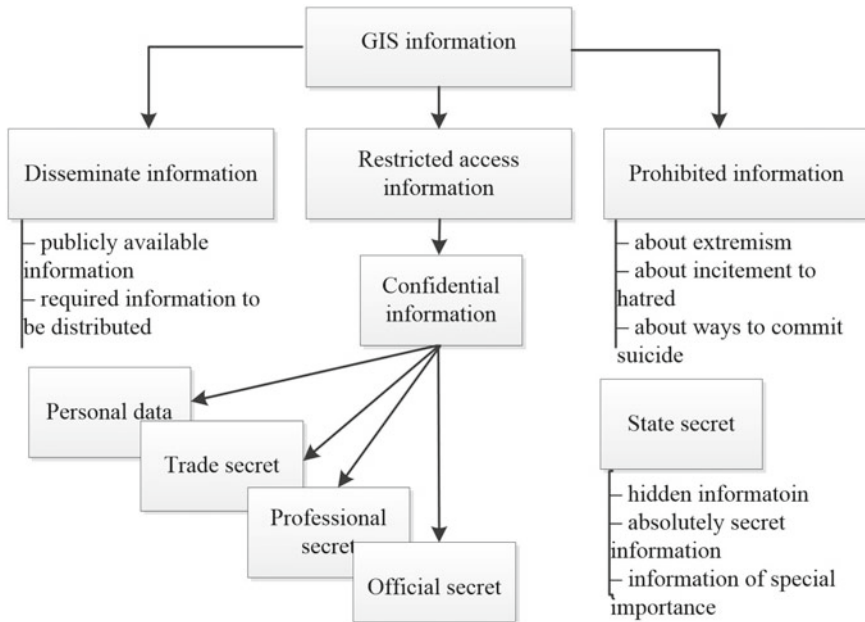 GIS information
Disseminate information
Restricted access
information
Prohibited information
– publicly available
information
– required information to
be distributed
Confidential
information
– about extremism
– about incitement to
hatred
– about ways to commit
suicide
Personal data
Trade secret
Professional
secret
Official secret
State secret
– hidden informatoin
– absolutely secret
information
– information of special
importance